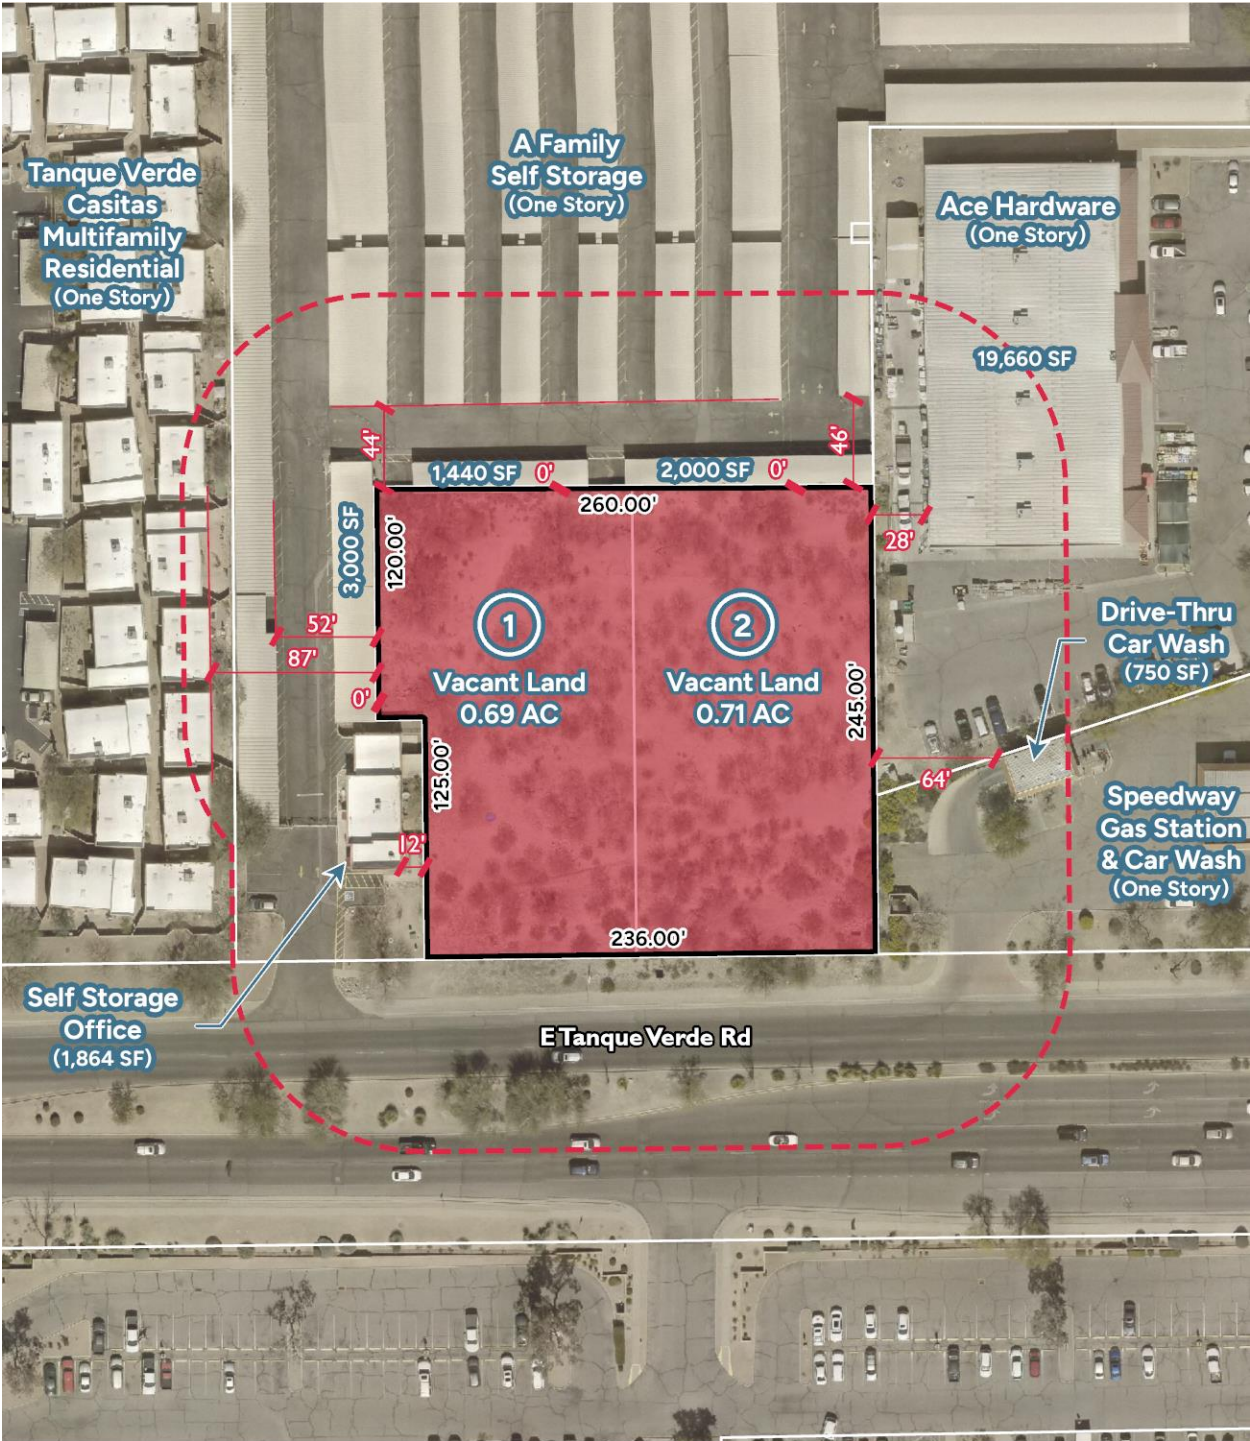 Tanque Verde
Casitas
Multifamily
Residential
(One Story)
A Family
Self Storage
(One Story)
Ace Hardware
(One Story)
19,660 SF
44'
46'
1,440 SF
0'
2,000 SF
0'
260.00'
28'
3,000 SF
120.00'
52'
87'
0'
1
Vacant Land
0.69 AC
2
Vacant Land
0.71 AC
245.00'
Drive-Thru
Car Wash
(750 SF)
125.00'
64'
12'
Speedway
Gas Station
& Car Wash
(One Story)
236.00'
Self Storage
Office
(1,864 SF)
E Tanque Verde Rd